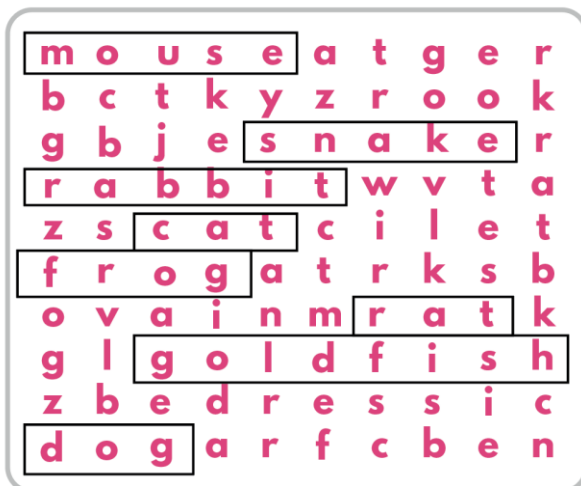 m o u s e a t g e r
b c t k y z r o o k
g b j e s n a k e r
r a b b i t w v t a
z s c a t c i l e t
f r o g a t r k s b
o v a i n m r a t k
g l g o l d f i s h
z b e d r e s s i c
d o g a r f c b e n